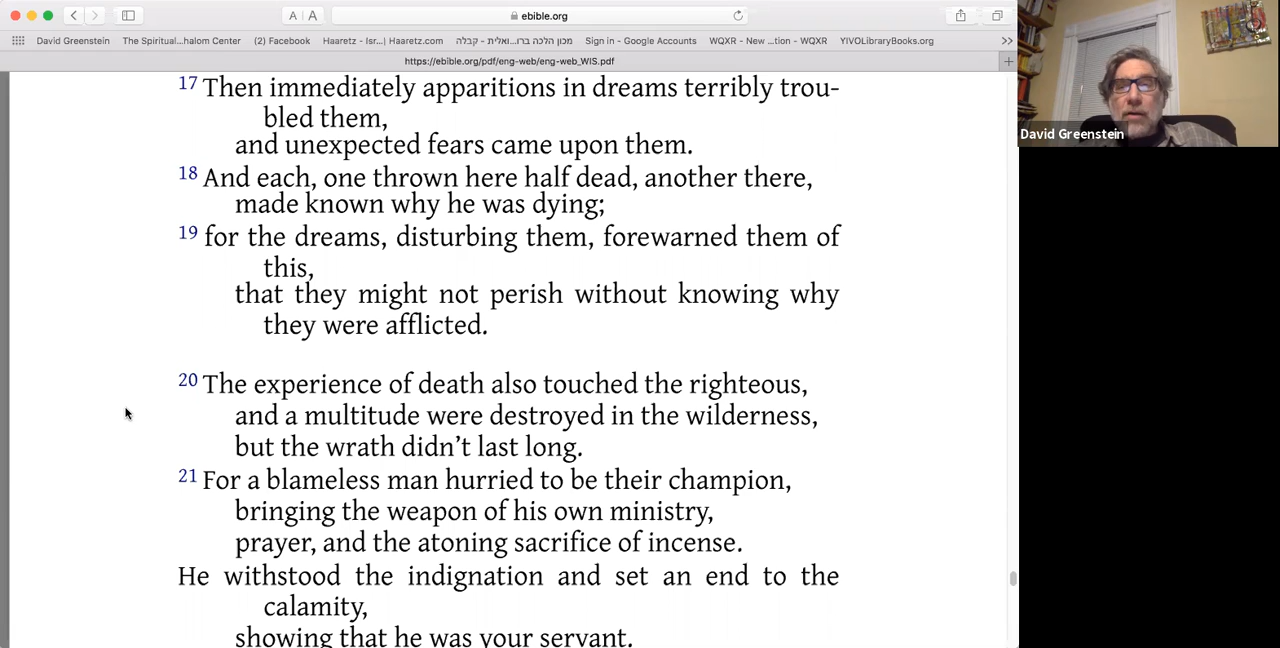 A A
ebible.org
David Greenstein The Spiritual...halom Center (2) Facebook Haaretz - Isr...| Haaretz.com מכון הלכה ברו...ואלית - קבלה Sign in - Google Accounts WQXR - New ...tion - WQXR YIVOLibraryBooks.org >>
https://ebible.org/pdf/eng-web/eng-web_WIS.pdf +
17 Then immediately apparitions in dreams terribly trou-
bled them,
and unexpected fears came upon them.
18 And each, one thrown here half dead, another there,
made known why he was dying;
19 for the dreams, disturbing them, forewarned them of
this,
that they might not perish without knowing why
they were afflicted.
20 The experience of death also touched the righteous,
and a multitude were destroyed in the wilderness,
but the wrath didn’t last long.
21 For a blameless man hurried to be their champion,
bringing the weapon of his own ministry,
prayer, and the atoning sacrifice of incense.
He withstood the indignation and set an end to the
calamity,
showing that he was your servant.
David Greenstein